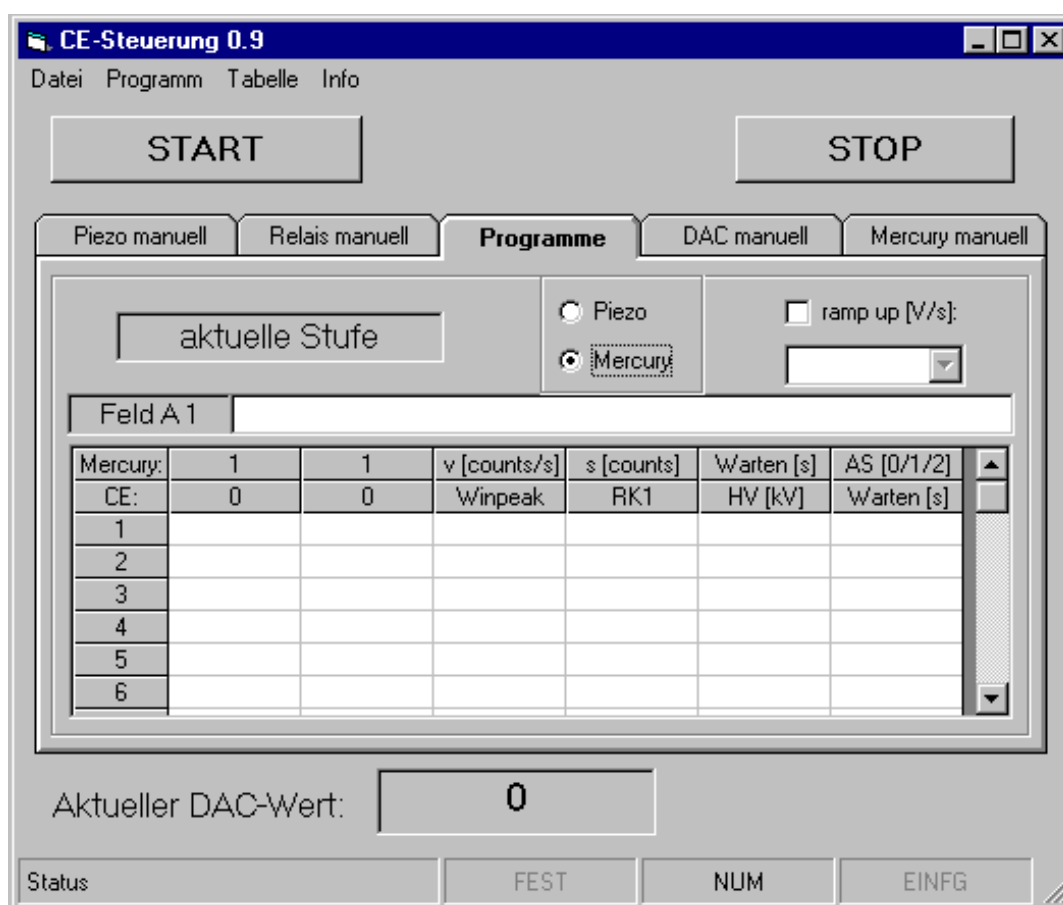 CE-Steuerung 0.9
Datei Programm Tabelle Info
START STOP
Piezo manuell Relais manuell Programme DAC manuell Mercury manuell
aktuelle Stufe
Piezo
Mercury
ramp up [V/s]:
Feld A 1
Mercury: 1 1 v [counts/s] s [counts] Warten [s] AS [0/1/2]
CE: 0 0 Winpeak RK1 HV [kV] Warten [s]
1
2
3
4
5
6
Aktueller DAC-Wert: 0
Status FEST NUM EINFG